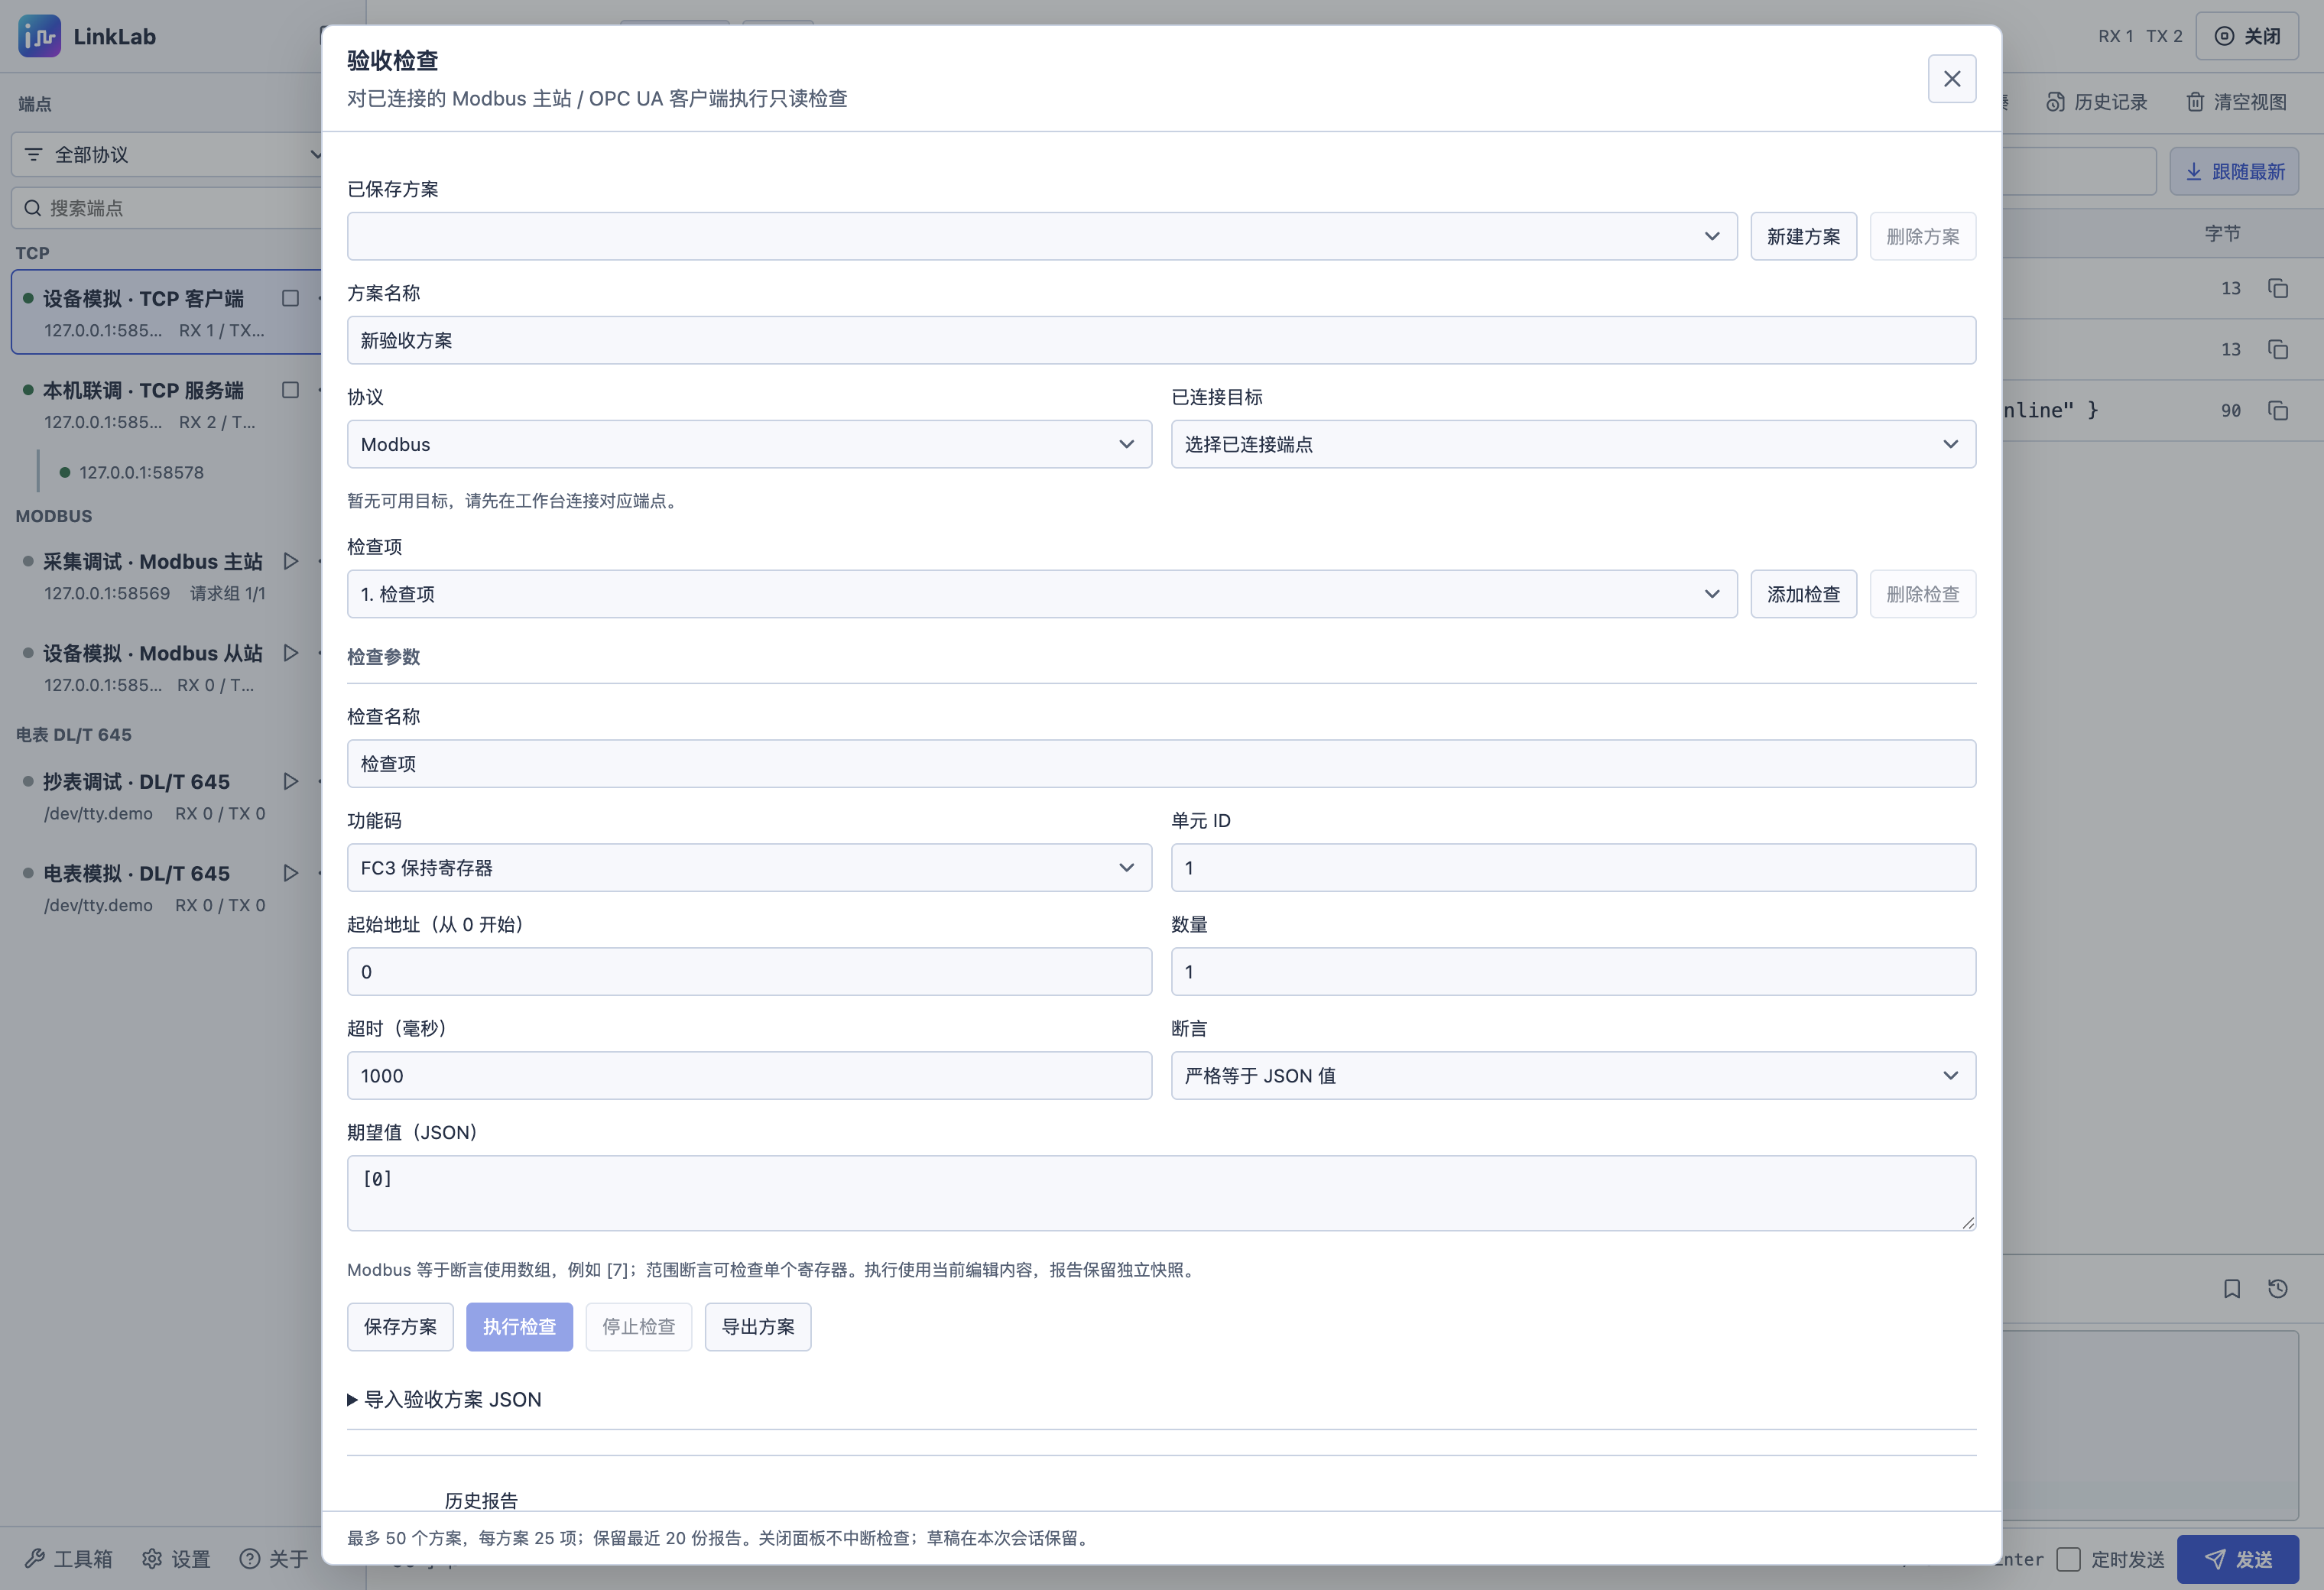 LinkLab
RX 1 TX 2
关闭
端点
全部协议
搜索端点
历史记录
清空视图
跟随最新
字节
TCP
设备模拟 · TCP 客户端
127.0.0.1:585... RX 1 / TX...
本机联调 · TCP 服务端
127.0.0.1:585... RX 2 / T...
127.0.0.1:58578
MODBUS
采集调试 · Modbus 主站
127.0.0.1:58569 请求组 1/1
设备模拟 · Modbus 从站
127.0.0.1:585... RX 0 / T...
电表 DL/T 645
抄表调试 · DL/T 645
/dev/tty.demo RX 0 / TX 0
电表模拟 · DL/T 645
/dev/tty.demo RX 0 / TX 0
工具箱 设置 关于
验收检查
对已连接的 Modbus 主站 / OPC UA 客户端执行只读检查
已保存方案
新建方案 删除方案
方案名称
新验收方案
协议 已连接目标
Modbus 选择已连接端点
暂无可用目标，请先在工作台连接对应端点。
检查项
1. 检查项 添加检查 删除检查
检查参数
检查名称
检查项
功能码 单元 ID
FC3 保持寄存器 1
起始地址（从 0 开始） 数量
0 1
超时（毫秒） 断言
1000 严格等于 JSON 值
期望值（JSON）
[0]
Modbus 等于断言使用数组，例如 [7]；范围断言可检查单个寄存器。执行使用当前编辑内容，报告保留独立快照。
保存方案 执行检查 停止检查 导出方案
导入验收方案 JSON
历史报告
最多 50 个方案，每方案 25 项；保留最近 20 份报告。关闭面板不中断检查；草稿在本次会话保留。
13
13
nline" } 90
nter 定时发送 发送